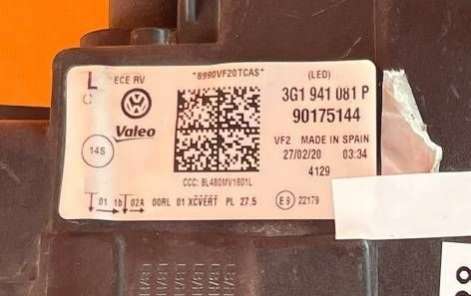 L ECE RV *8990VF20TCAS* (LED)
C 3G1 941 081 P
Valeo 90175144
VF2 MADE IN SPAIN
14S 27/02/20 03:34
4129
CCC: 8L480MV1601L
01 1b 02A 00RL 01 XCVERT PL 27.5 E9 22179